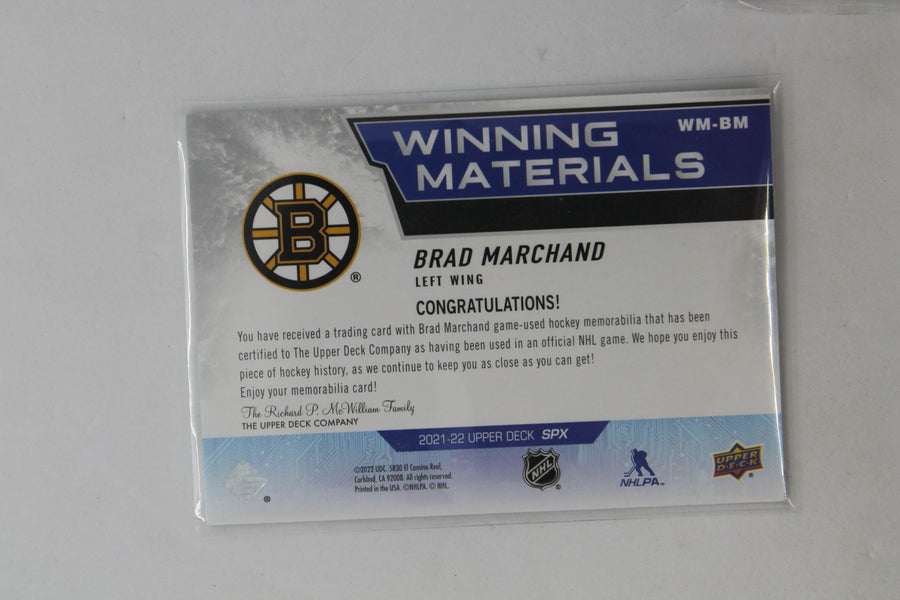 WINNING
MATERIALS
WM-BM
B
®
BRAD MARCHAND
LEFT WING
CONGRATULATIONS!
You have received a trading card with Brad Marchand game-used hockey memorabilia that has been
certified to The Upper Deck Company as having been used in an official NHL game. We hope you enjoy this
piece of hockey history, as we continue to keep you as close as you can get!
Enjoy your memorabilia card!
The Richard P. McWilliam Family
THE UPPER DECK COMPANY
2021-22 UPPER DECK SPX
©2022 UDC. 5830 El Camino Real,
Carlsbad, CA 92008. All rights reserved.
Printed in the USA. ©NHLPA. © NHL.
®
NHL
®
NHLPA™
UPPER
DECK
®